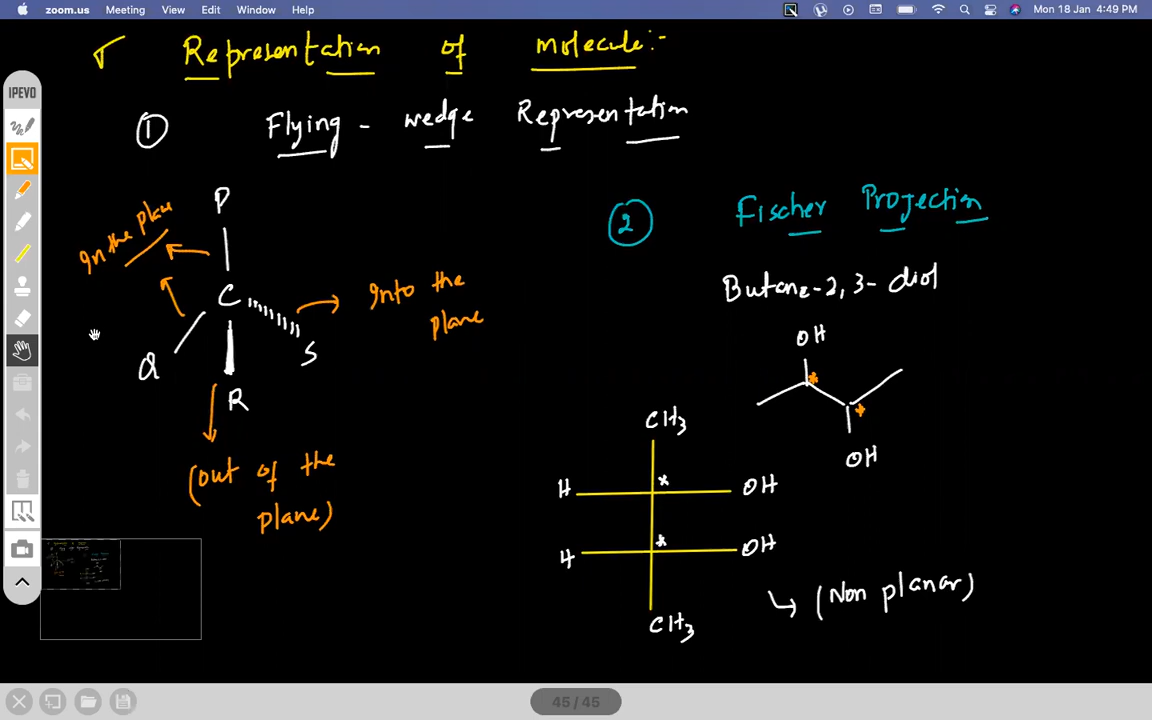 zoom.us Meeting View Edit Window Help
Mon 18 Jan 4:49 PM
IPEVO
Representation of molecule:-
① Flying - wedge Representation
P
In the plane
C
Into the
plane
Q
S
R
(out of the
plane)
② Fischer Projection
Butane-2,3-diol
OH
*
*
OH
CH3
H * OH
H * OH
CH3
↳ (Non planar)
45 / 45